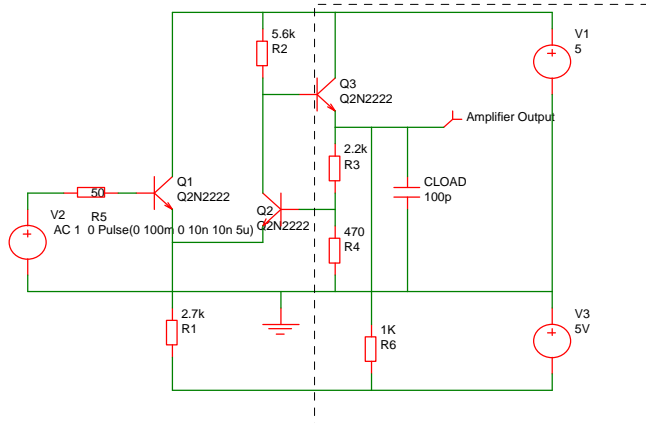 5.6k
R2
V1
5
Q3
Q2N2222
Amplifier Output
2.2k
R3
Q1
Q2N2222
CLOAD
100p
50
R5
V2
AC 1 0 Pulse(0 100m 0 10n 10n 5u)
Q2
Q2N2222
470
R4
2.7k
R1
1K
R6
V3
5V